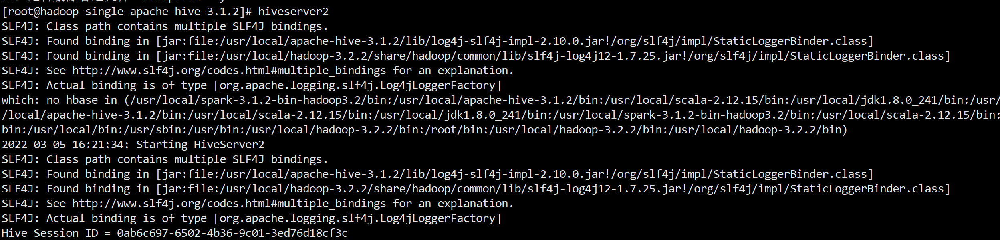 [root@hadoop-single apache-hive-3.1.2]# hiveserver2
SLF4J: Class path contains multiple SLF4J bindings.
SLF4J: Found binding in [jar:file:/usr/local/apache-hive-3.1.2/lib/log4j-slf4j-impl-2.10.0.jar!/org/slf4j/impl/StaticLoggerBinder.class]
SLF4J: Found binding in [jar:file:/usr/local/hadoop-3.2.2/share/hadoop/common/lib/slf4j-log4j12-1.7.25.jar!/org/slf4j/impl/StaticLoggerBinder.class]
SLF4J: See http://www.slf4j.org/codes.html#multiple_bindings for an explanation.
SLF4J: Actual binding is of type [org.apache.logging.slf4j.Log4jLoggerFactory]
which: no hbase in (/usr/local/spark-3.1.2-bin-hadoop3.2/bin:/usr/local/apache-hive-3.1.2/bin:/usr/local/scala-2.12.15/bin:/usr/local/jdk1.8.0_241/bin:/usr/
/local/apache-hive-3.1.2/bin:/usr/local/scala-2.12.15/bin:/usr/local/jdk1.8.0_241/bin:/usr/local/spark-3.1.2-bin-hadoop3.2/bin:/usr/local/scala-2.12.15/bin:
bin:/usr/local/bin:/usr/sbin:/usr/bin:/usr/local/hadoop-3.2.2/bin:/root/bin:/usr/local/hadoop-3.2.2/bin:/usr/local/hadoop-3.2.2/bin)
2022-03-05 16:21:34: Starting HiveServer2
SLF4J: Class path contains multiple SLF4J bindings.
SLF4J: Found binding in [jar:file:/usr/local/apache-hive-3.1.2/lib/log4j-slf4j-impl-2.10.0.jar!/org/slf4j/impl/StaticLoggerBinder.class]
SLF4J: Found binding in [jar:file:/usr/local/hadoop-3.2.2/share/hadoop/common/lib/slf4j-log4j12-1.7.25.jar!/org/slf4j/impl/StaticLoggerBinder.class]
SLF4J: See http://www.slf4j.org/codes.html#multiple_bindings for an explanation.
SLF4J: Actual binding is of type [org.apache.logging.slf4j.Log4jLoggerFactory]
Hive Session ID = 0ab6c697-6502-4b36-9c01-3ed76d18cf3c